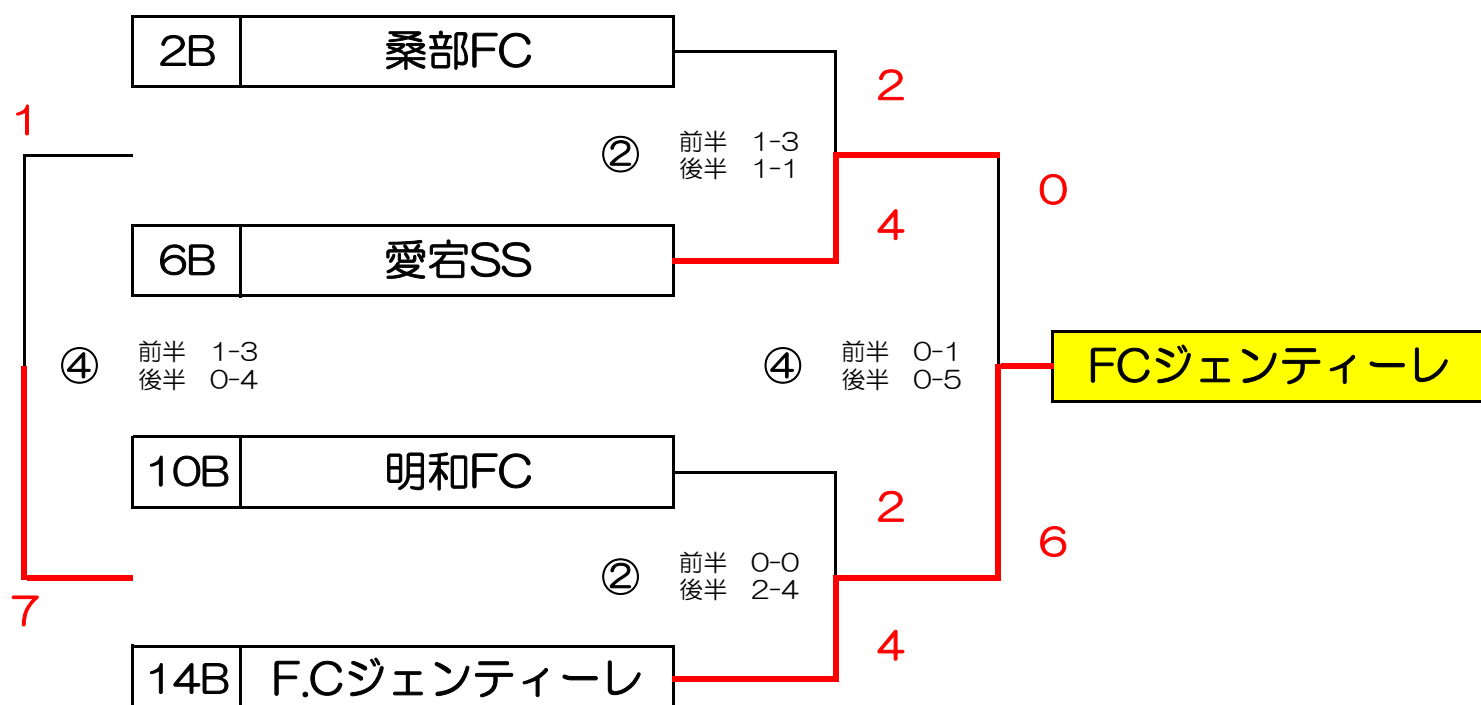 2B 桑部FC
2
1
② 前半 1-3
後半 1-1
0
4
6B 愛宕SS
④ 前半 1-3
後半 0-4
④ 前半 0-1
後半 0-5
FCジェンティーレ
10B 明和FC
2
6
② 前半 0-0
後半 2-4
7
4
14B F.Cジェンティーレ